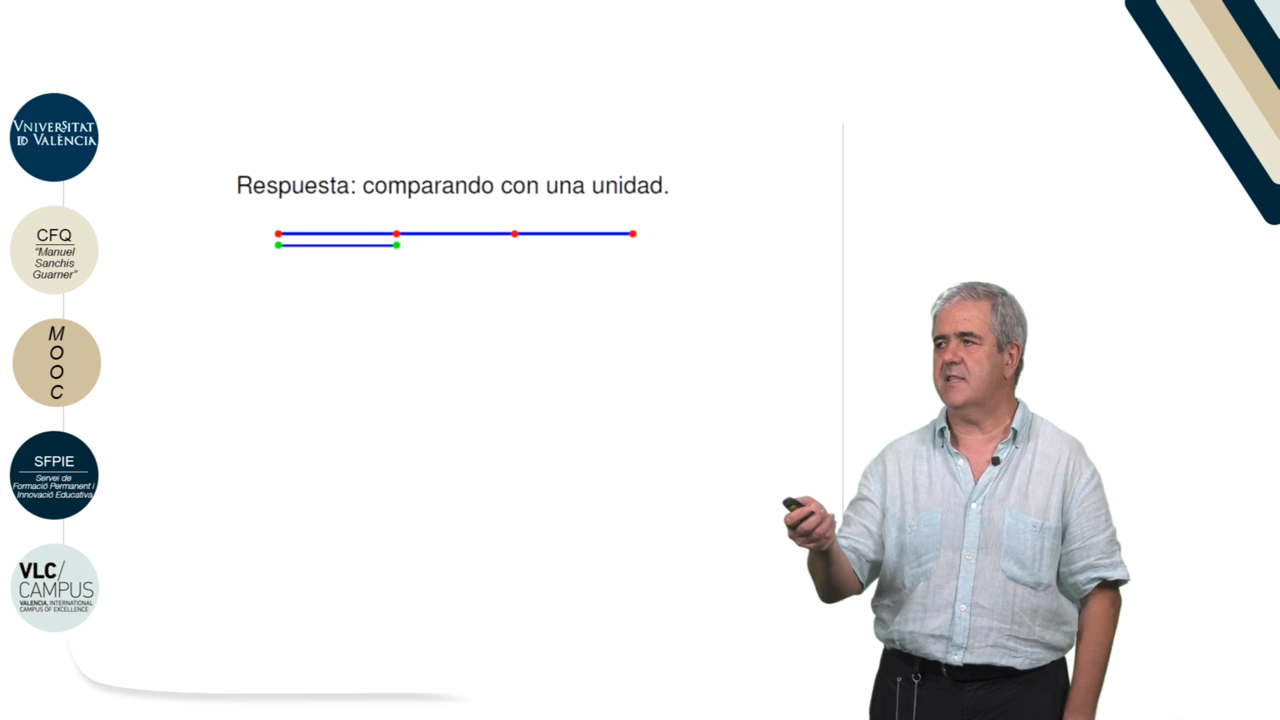 VNIVERSITAT
ID VALÈNCIA
Respuesta: comparando con una unidad.
CFQ
"Manuel
Sanchis
Guarner"
M
O
O
C
SFPIE
Servei de
Formació Permanent i
Innovació Educativa
VLC/
CAMPUS
VALENCIA, INTERNATIONAL
CAMPUS OF EXCELLENCE